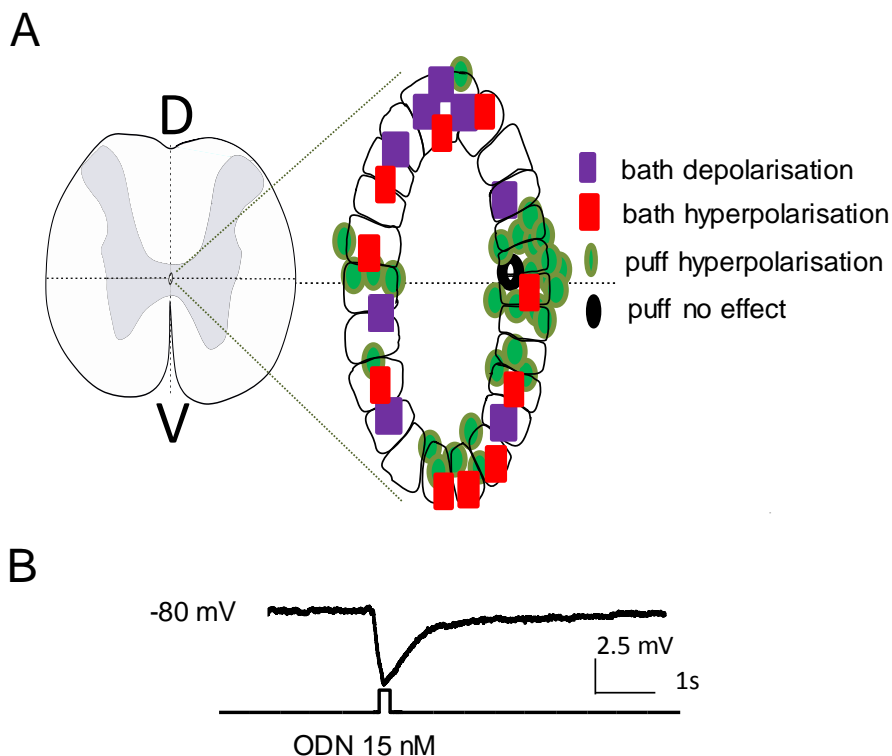 A
D
V
bath depolarisation
bath hyperpolarisation
puff hyperpolarisation
puff no effect
B
-80 mV
2.5 mV
1s
ODN 15 nM